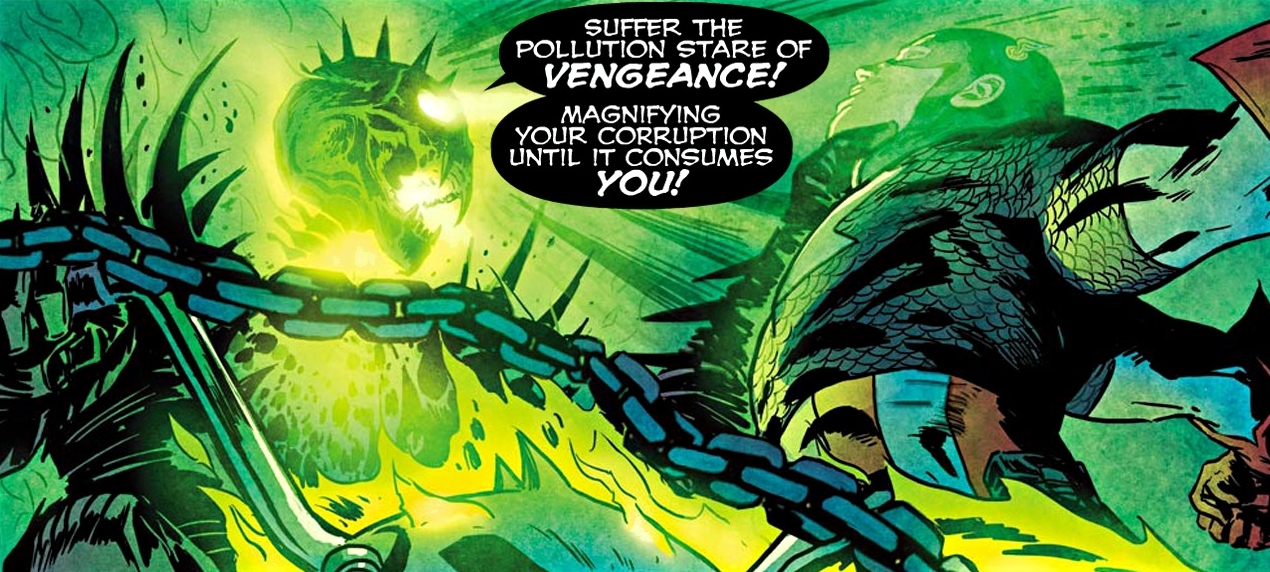 SUFFER THE
POLLUTION STARE OF
VENGEANCE!
MAGNIFYING
YOUR CORRUPTION
UNTIL IT CONSUMES
YOU!